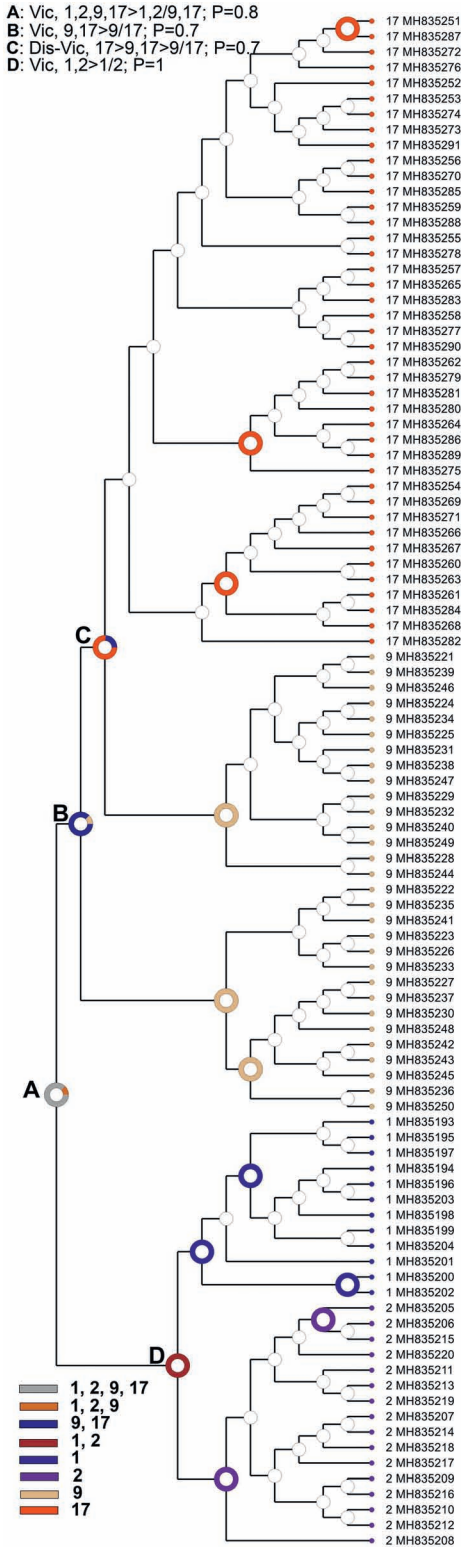 A: Vic, 1,2,9,17>1,2/9,17; P=0.8
B: Vic, 9,17>9/17; P=0.7
C: Dis-Vic, 17>9,17>9/17; P=0.7
D: Vic, 1,2>1/2; P=1
17 MH835251
17 MH835287
17 MH835272
17 MH835276
17 MH835252
17 MH835253
17 MH835274
17 MH835273
17 MH835291
17 MH835256
17 MH835270
17 MH835285
17 MH835259
17 MH835288
17 MH835255
17 MH835278
17 MH835257
17 MH835265
17 MH835283
17 MH835258
17 MH835277
17 MH835290
17 MH835262
17 MH835279
17 MH835281
17 MH835280
17 MH835264
17 MH835286
17 MH835289
17 MH835275
17 MH835254
17 MH835269
17 MH835271
17 MH835266
17 MH835267
17 MH835260
17 MH835263
17 MH835261
17 MH835284
17 MH835268
17 MH835282
C
9 MH835221
9 MH835239
9 MH835246
9 MH835224
9 MH835234
9 MH835225
9 MH835231
9 MH835238
9 MH835247
9 MH835229
B
9 MH835232
9 MH835240
9 MH835249
9 MH835228
9 MH835244
9 MH835222
9 MH835235
9 MH835241
9 MH835223
9 MH835226
9 MH835233
9 MH835227
9 MH835237
9 MH835230
9 MH835248
9 MH835242
9 MH835243
9 MH835245
9 MH835236
A
9 MH835250
1 MH835193
1 MH835195
1 MH835197
1 MH835194
1 MH835196
1 MH835203
1 MH835198
1 MH835199
1 MH835204
1 MH835201
1 MH835200
1 MH835202
2 MH835205
2 MH835206
2 MH835215
D
2 MH835220
2 MH835211
2 MH835213
2 MH835219
2 MH835207
2 MH835214
2 MH835218
2 MH835217
2 MH835209
2 MH835216
2 MH835210
2 MH835212
2 MH835208
1, 2, 9, 17
1, 2, 9
9, 17
1, 2
1
2
9
17